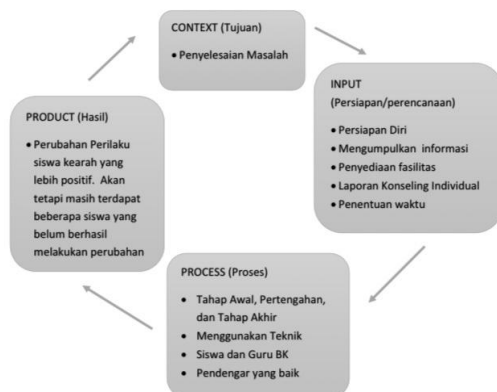 CONTEXT (Tujuan)
• Penyelesaian Masalah
INPUT
(Persiapan/perencanaan)
• Persiapan Diri
• Mengumpulkan informasi
• Penyediaan fasilitas
• Laporan Konseling Individual
• Penentuan waktu
PROCESS (Proses)
• Tahap Awal, Pertengahan,
dan Tahap Akhir
• Menggunakan Teknik
• Siswa dan Guru BK
• Pendengar yang baik
PRODUCT (Hasil)
• Perubahan Perilaku
siswa kearah yang
lebih positif. Akan
tetapi masih terdapat
beberapa siswa yang
belum berhasil
melakukan perubahan